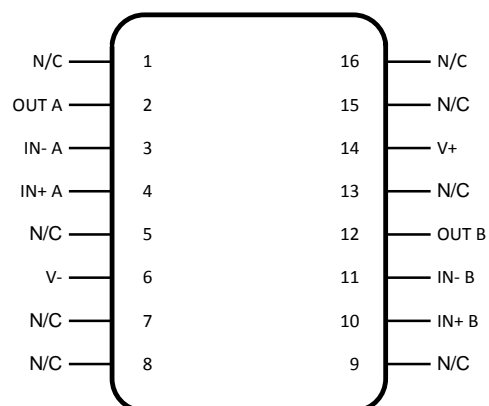 N/C 1 16 N/C
OUT A 2 15 N/C
IN- A 3 14 V+
IN+ A 4 13 N/C
N/C 5 12 OUT B
V- 6 11 IN- B
N/C 7 10 IN+ B
N/C 8 9 N/C